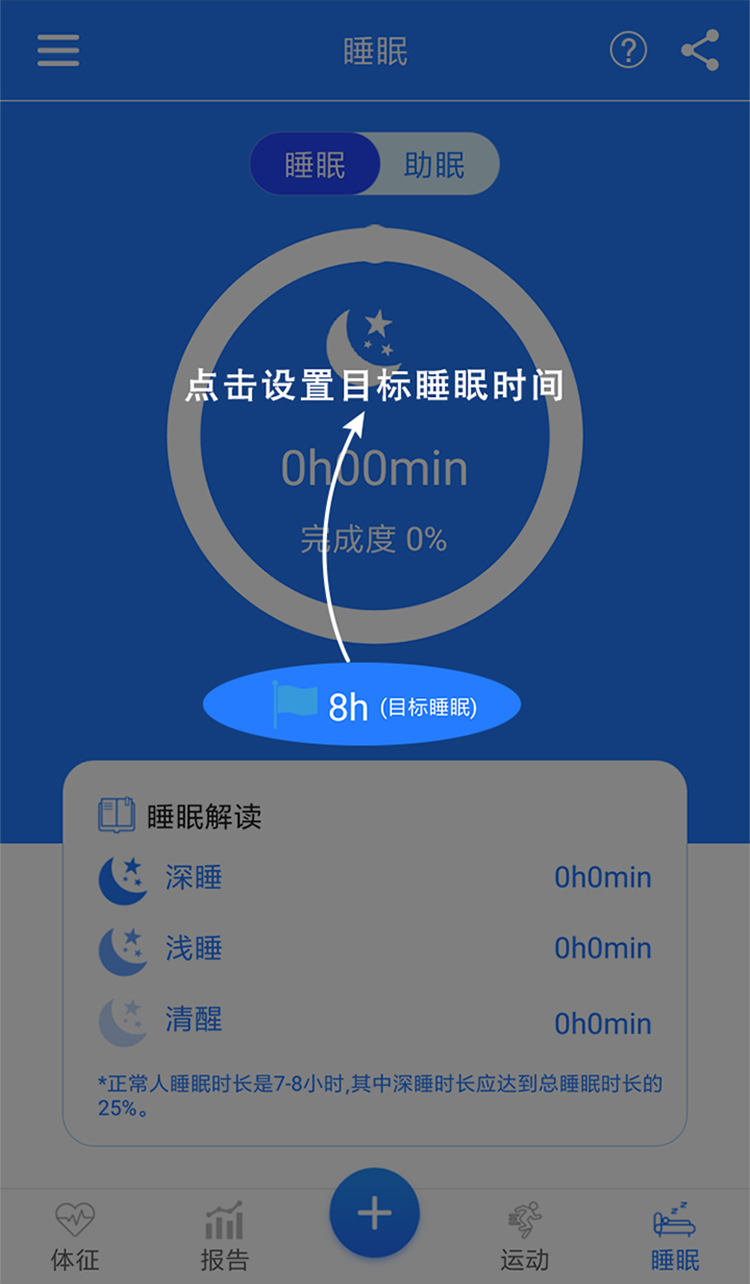 睡眠
睡眠 助眠
点击设置目标睡眠时间
0h00min
完成度 0%
8h (目标睡眠)
睡眠解读
深睡 0h0min
浅睡 0h0min
清醒 0h0min
*正常人睡眠时长是7-8小时,其中深睡时长应达到总睡眠时长的
25%。
体征 报告 运动 睡眠